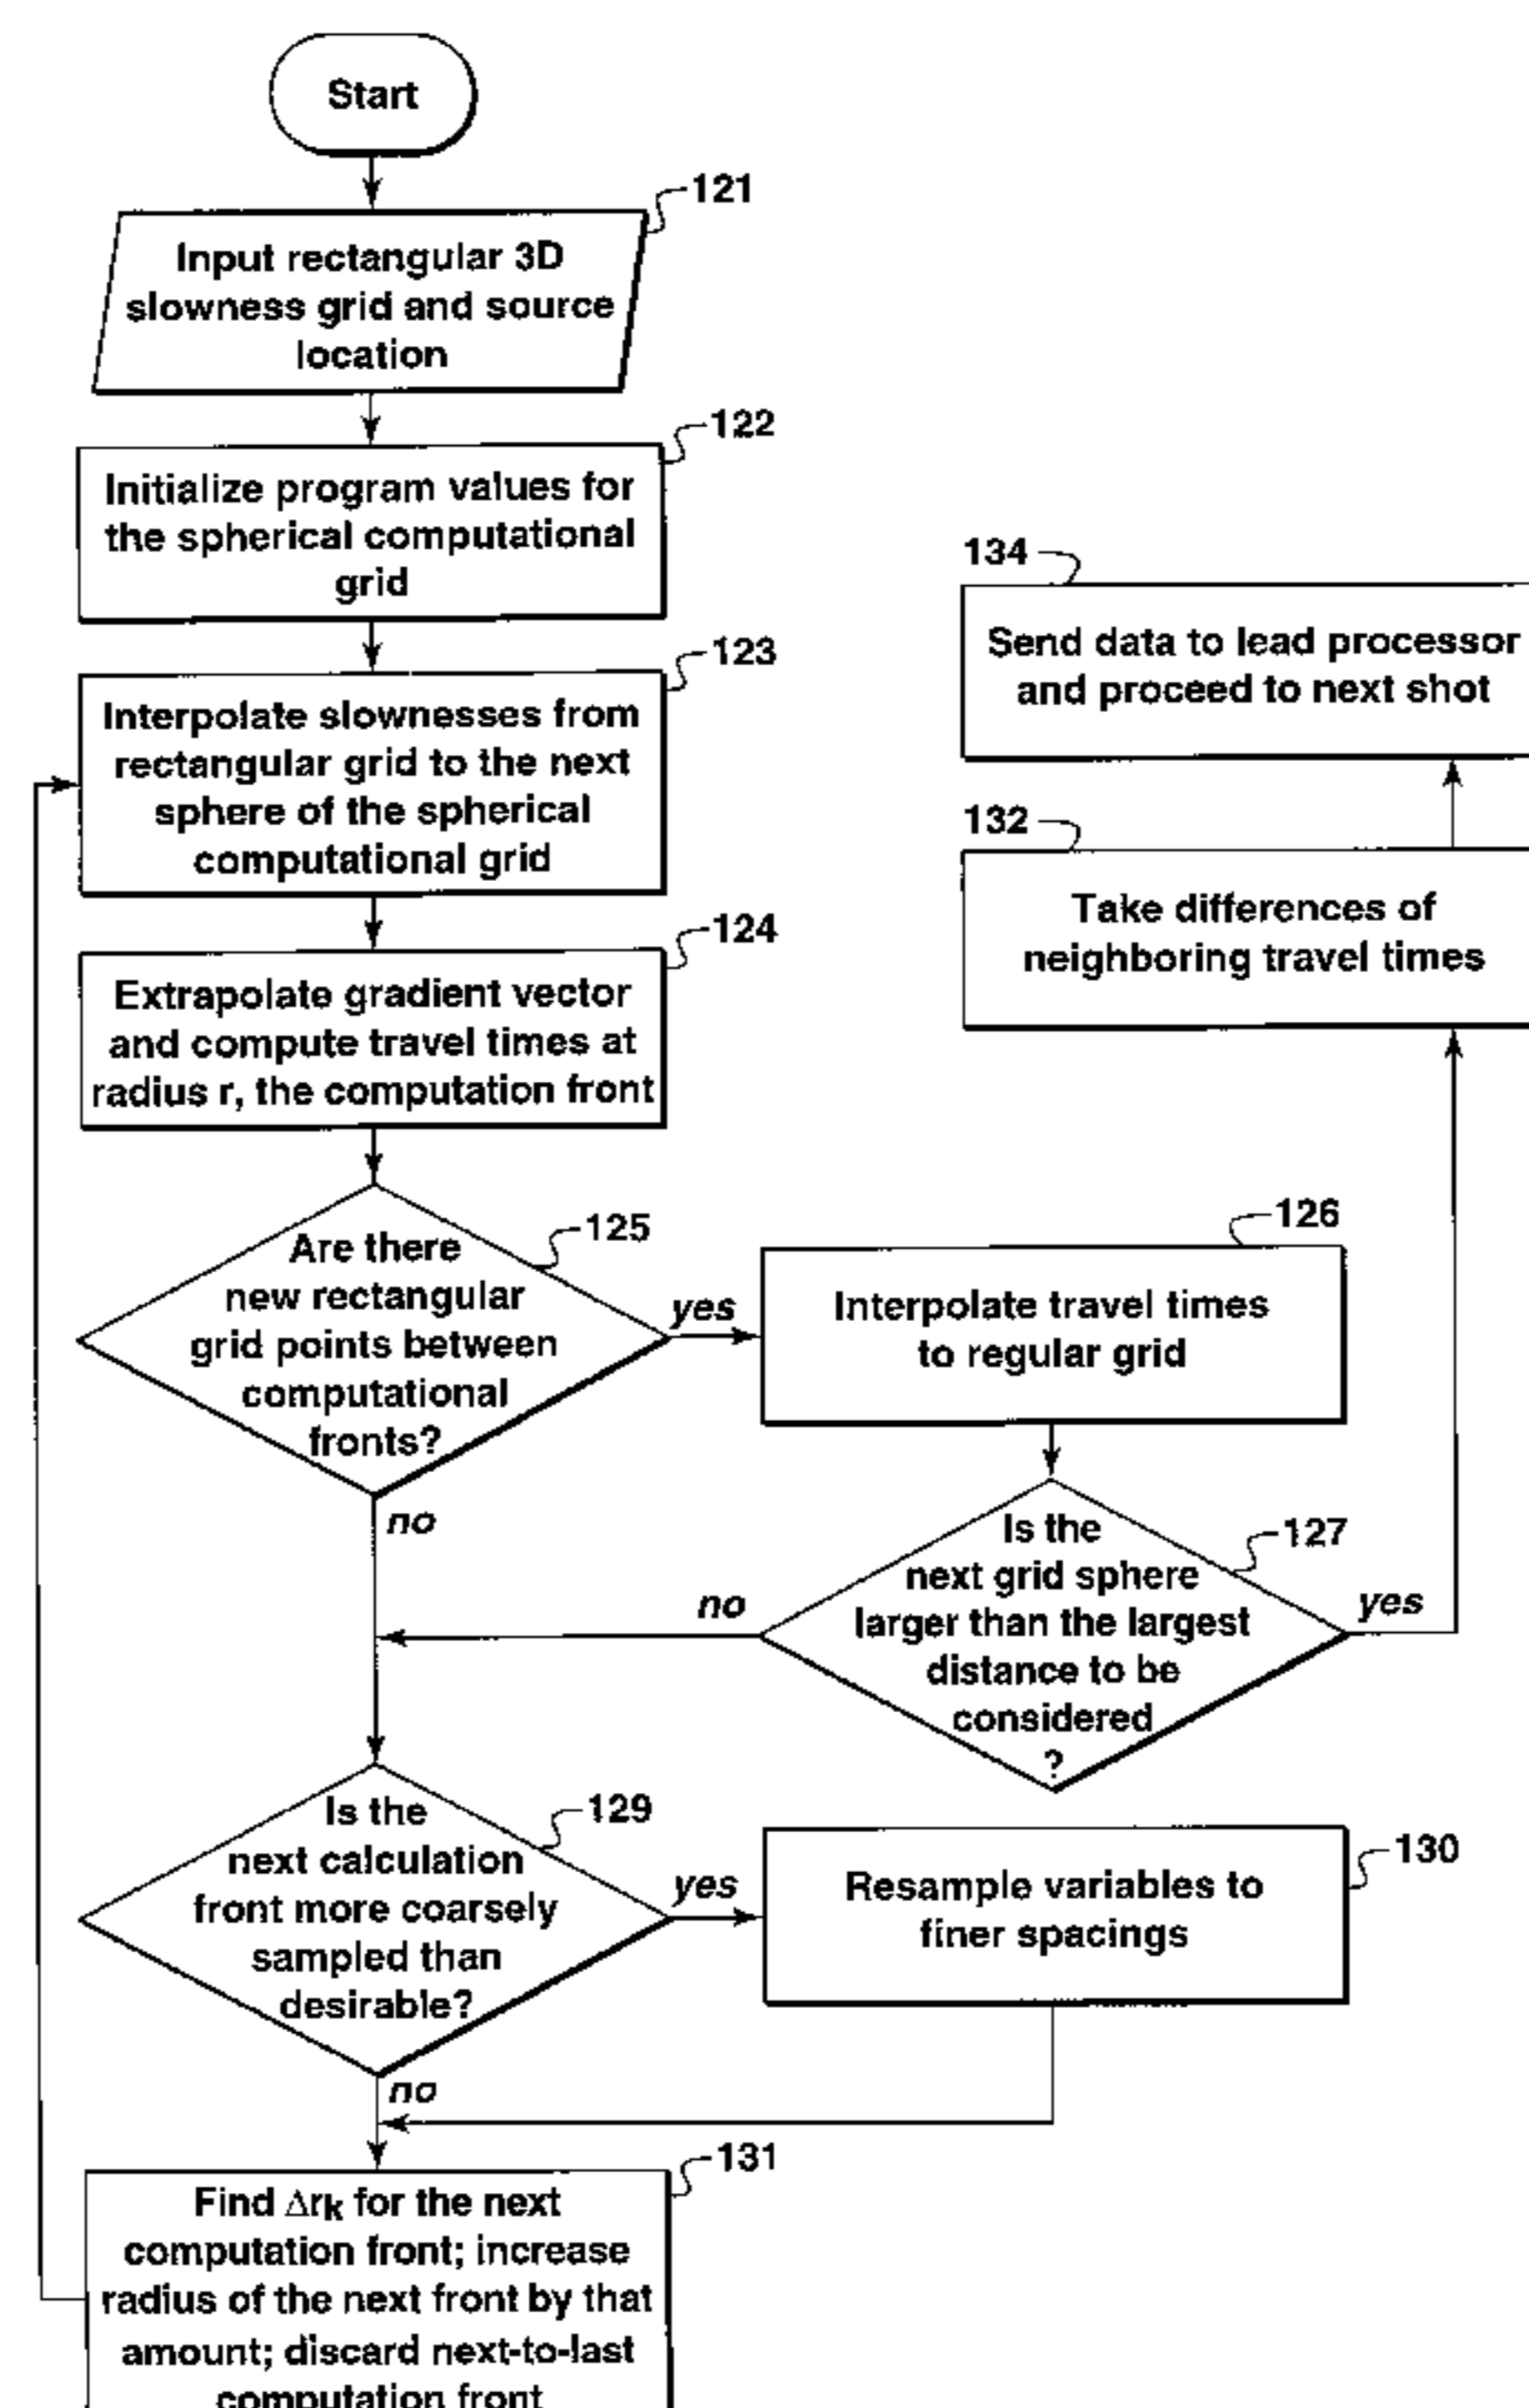 Start
121
Input rectangular 3D
slowness grid and source
location
122
Initialize program values for
the spherical computational
grid
123
Interpolate slownesses from
rectangular grid to the next
sphere of the spherical
computational grid
124
Extrapolate gradient vector
and compute travel times at
radius r, the computation front
125
Are there
new rectangular
grid points between
computational
fronts?
yes
no
126
Interpolate travel times
to regular grid
127
Is the
next grid sphere
larger than the largest
distance to be
considered
?
no
yes
132
Take differences of
neighboring travel times
134
Send data to lead processor
and proceed to next shot
129
Is the
next calculation
front more coarsely
sampled than
desirable?
yes
no
130
Resample variables to
finer spacings
131
Find Δrk for the next
computation front; increase
radius of the next front by that
amount; discard next-to-last
computation front